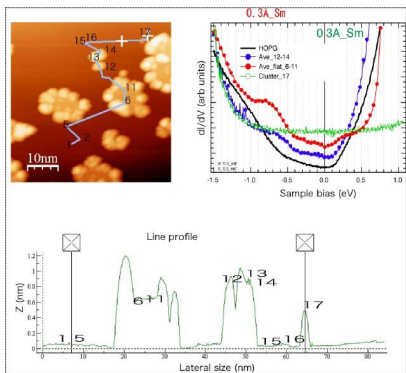 0.3A_Sm
17
16
15
14
13
12
11
6
5
2
1
10nm
0.3A_Sm
HOPG
Ave_12-14
Ave_flat_6-11
Cluster_17
dI/dV (arb units)
-1.5 -1.0 -0.5 0.0 0.5 1.0
Sample bias (eV)
Line profile
Z (nm)
1.2
1
0.8
0.6
0.4
0.2
0
1 5
6 11
12 13
14
15 16
17
0 10 20 30 40 50 60 70 80
Lateral size (nm)